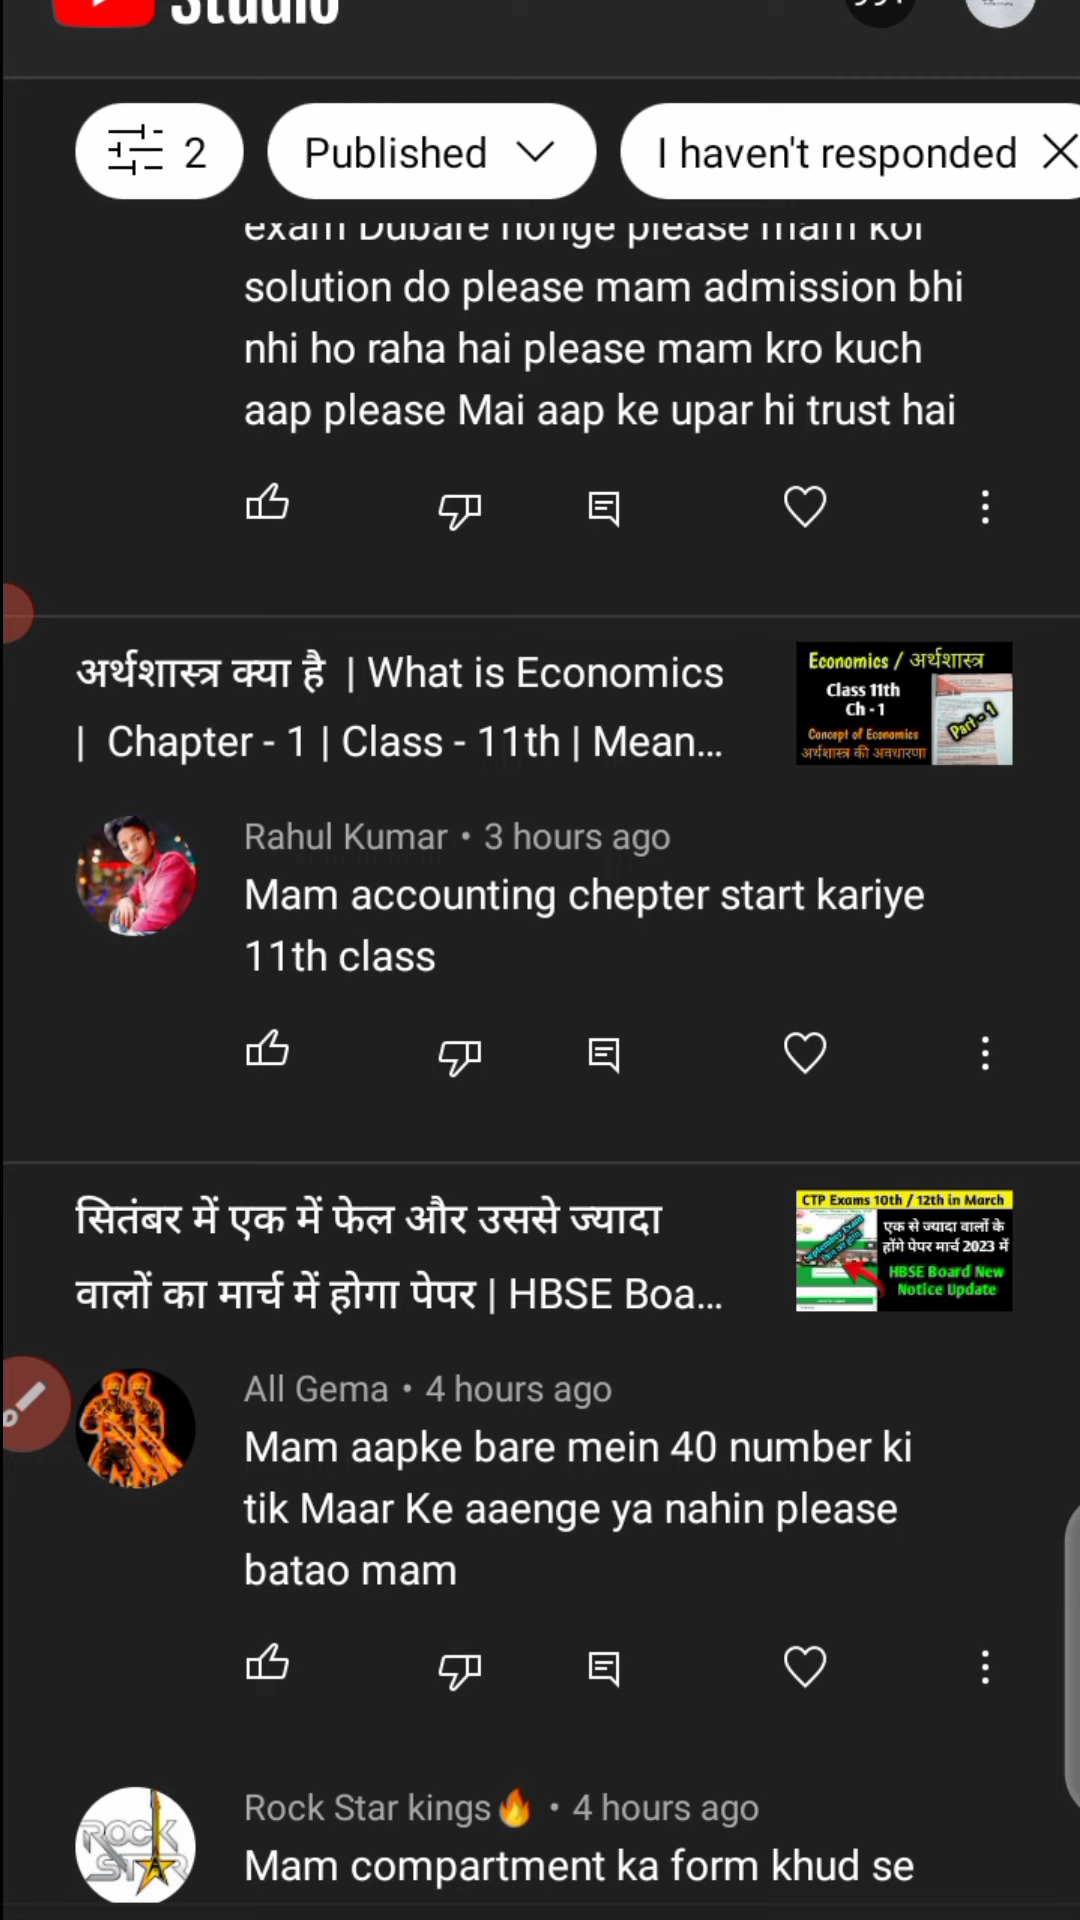 Studio
99+
2
Published
I haven't responded
exam Dubare honge please mam koi
solution do please mam admission bhi
nhi ho raha hai please mam kro kuch
aap please Mai aap ke upar hi trust hai
अर्थशास्त्र क्या है | What is Economics
| Chapter - 1 | Class - 11th | Mean...
Economics / अर्थशास्त्र
Class 11th
Ch - 1
Part - 1
Concept of Economics
अर्थशास्त्र की अवधारणा
Rahul Kumar • 3 hours ago
Mam accounting chepter start kariye
11th class
सितंबर में एक में फेल और उससे ज्यादा
वालों का मार्च में होगा पेपर | HBSE Boa...
CTP Exams 10th / 12th in March
एक से ज्यादा वालों के
होंगे पेपर मार्च 2023 में
September Exam
HBSE Board New
Notice Update
All Gema • 4 hours ago
Mam aapke bare mein 40 number ki
tik Maar Ke aaenge ya nahin please
batao mam
ROCK
STAR
Rock Star kings🔥 • 4 hours ago
Mam compartment ka form khud se